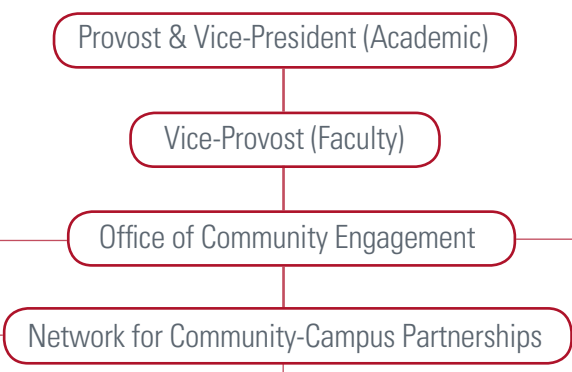 Provost & Vice-President (Academic)
Vice-Provost (Faculty)
Office of Community Engagement
Network for Community-Campus Partnerships